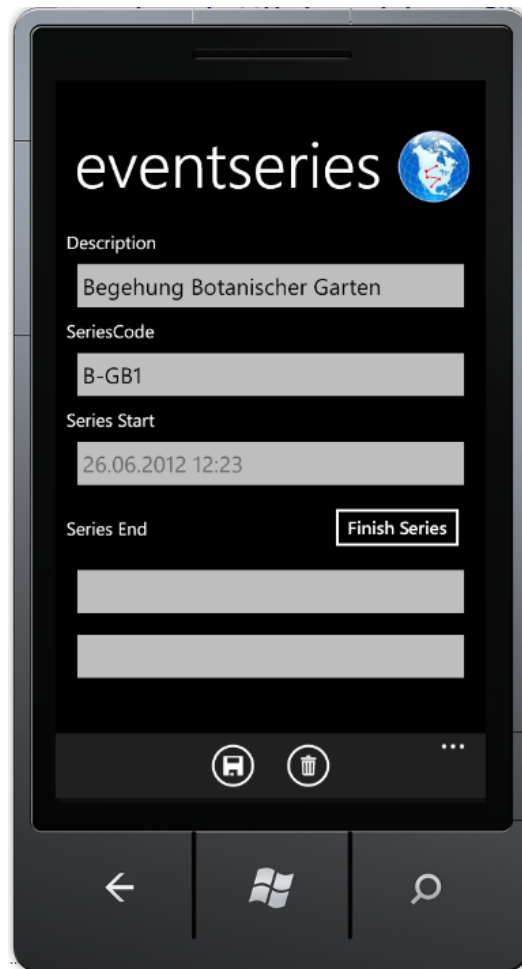 eventseries
Description
Begehung Botanischer Garten
SeriesCode
B-GB1
Series Start
26.06.2012 12:23
Series End
Finish Series